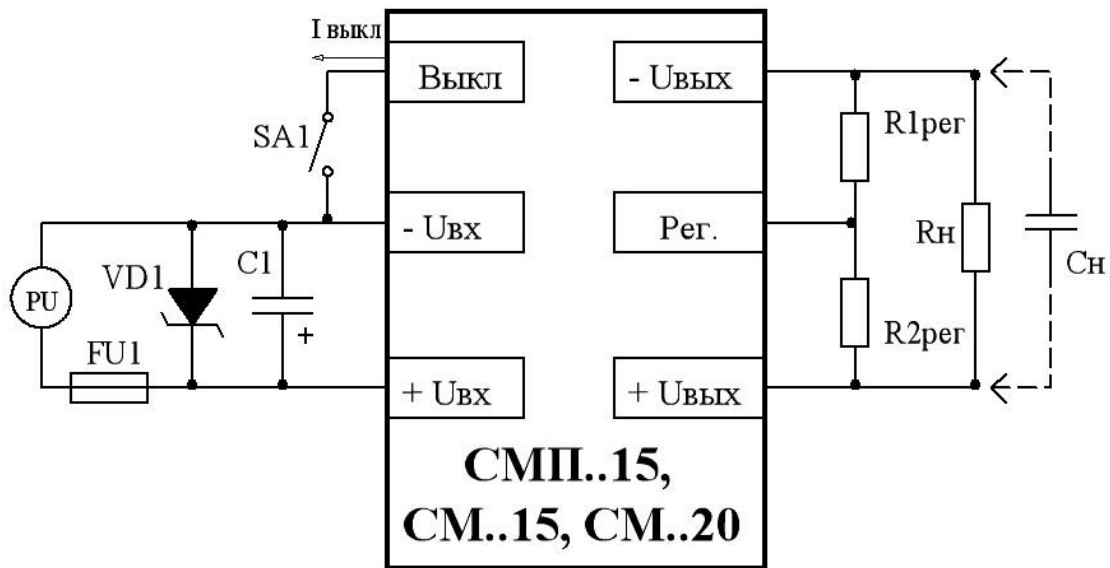 I выкл
Выкл
- Uвых
SA1
R1рег
- Uвх
Рег.
Rн
Cн
PU
VD1
C1
+
FU1
R2рег
+ Uвх
+ Uвых
СМП..15,
СМ..15, СМ..20